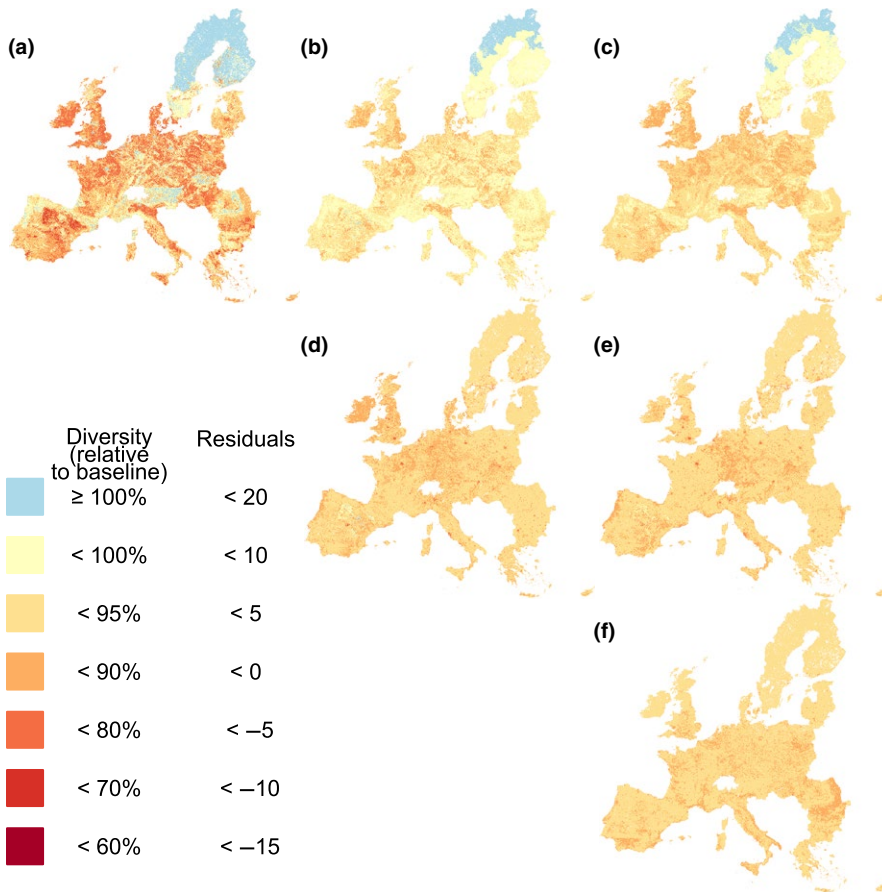 (a)
(b)
(c)
(d)
(e)
(f)
Diversity
(relative
to baseline)
Residuals
≥ 100% < 20
< 100% < 10
< 95% < 5
< 90% < 0
< 80% < –5
< 70% < –10
< 60% < –15